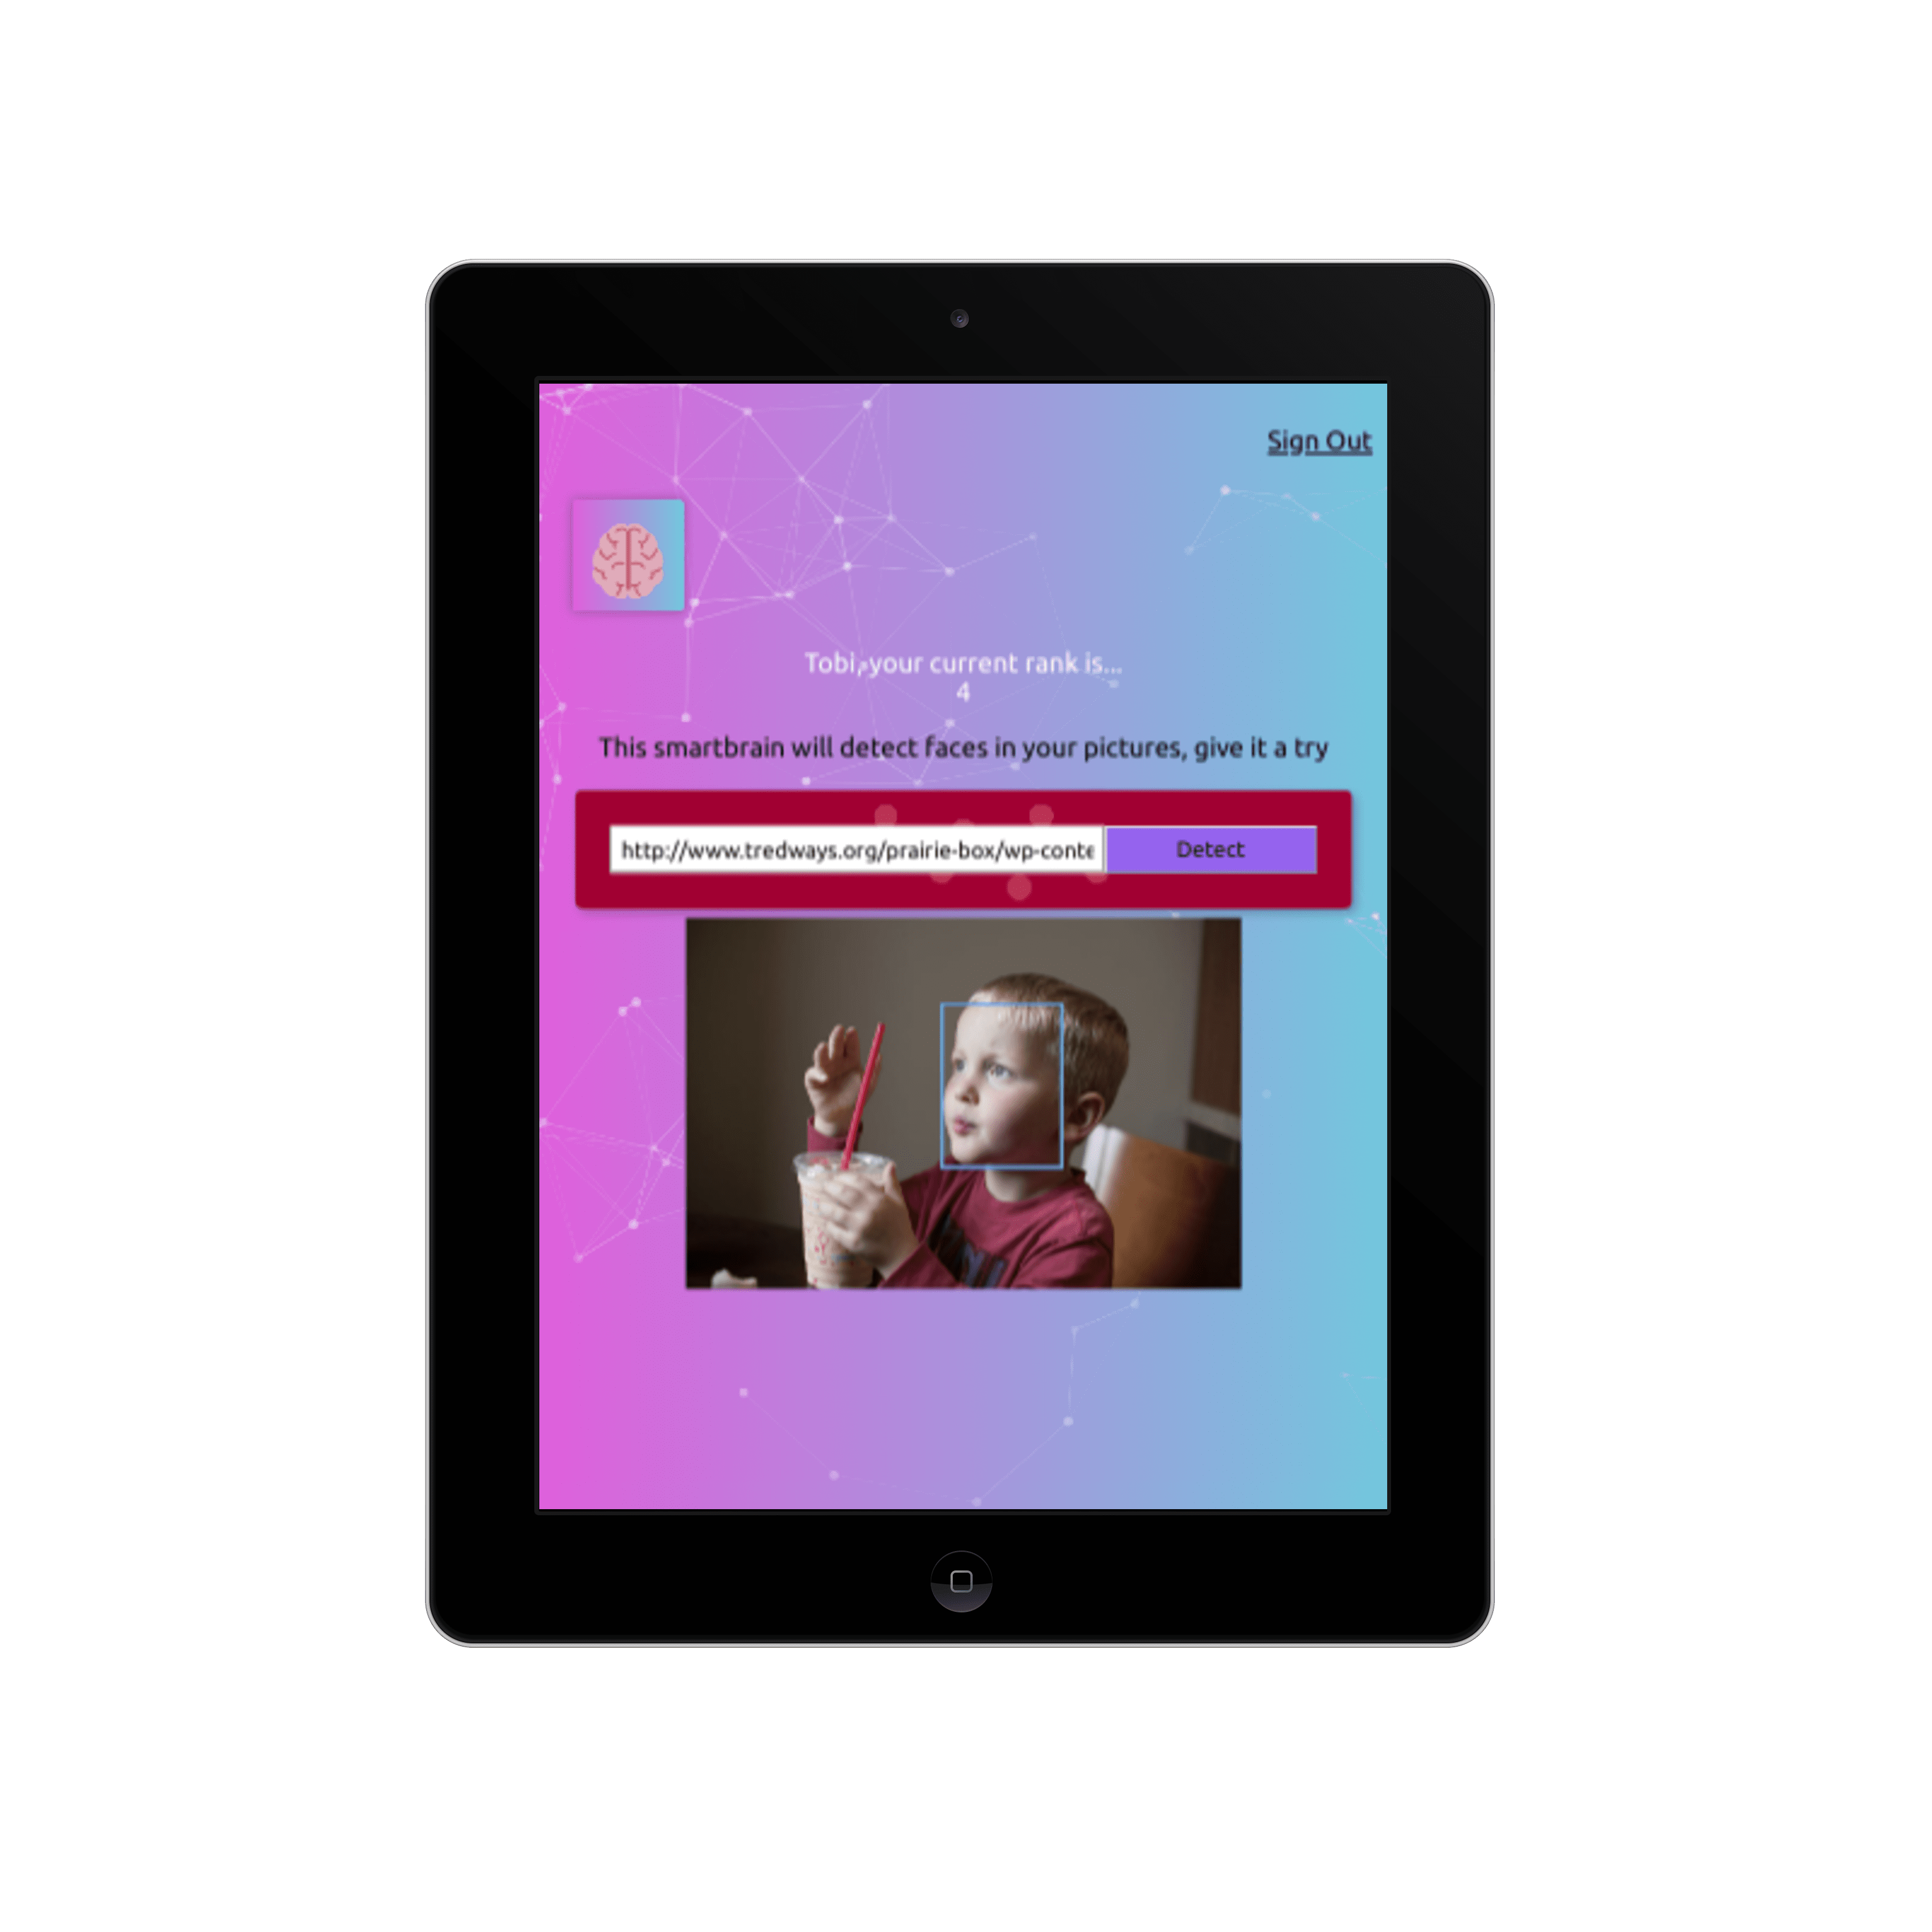 Sign Out
Tobi, your current rank is...
4
This smartbrain will detect faces in your pictures, give it a try
http://www.tredways.org/prairie-box/wp-conte
Detect